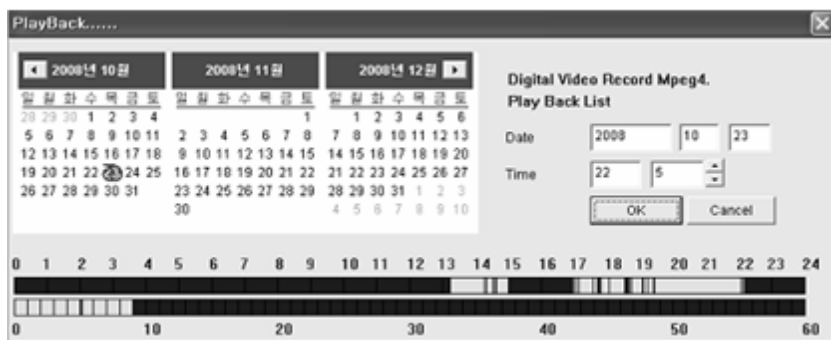 PlayBack......
2008년 10월 2008년 11월 2008년 12월
일 월 화 수 목 금 토 일 월 화 수 목 금 토 일 월 화 수 목 금 토
28 29 30 1 2 3 4 1 1 2 3 4 5 6
5 6 7 8 9 10 11 2 3 4 5 6 7 8 7 8 9 10 11 12 13
12 13 14 15 16 17 18 9 10 11 12 13 14 15 14 15 16 17 18 19 20
19 20 21 22 23 24 25 16 17 18 19 20 21 22 21 22 23 24 25 26 27
26 27 28 29 30 31 23 24 25 26 27 28 29 28 29 30 31 1 2 3
30 4 5 6 7 8 9 10
Digital Video Record Mpeg4.
Play Back List
Date 2008 10 23
Time 22 5
OK Cancel
0 1 2 3 4 5 6 7 8 9 10 11 12 13 14 15 16 17 18 19 20 21 22 23 24
0 10 20 30 40 50 60